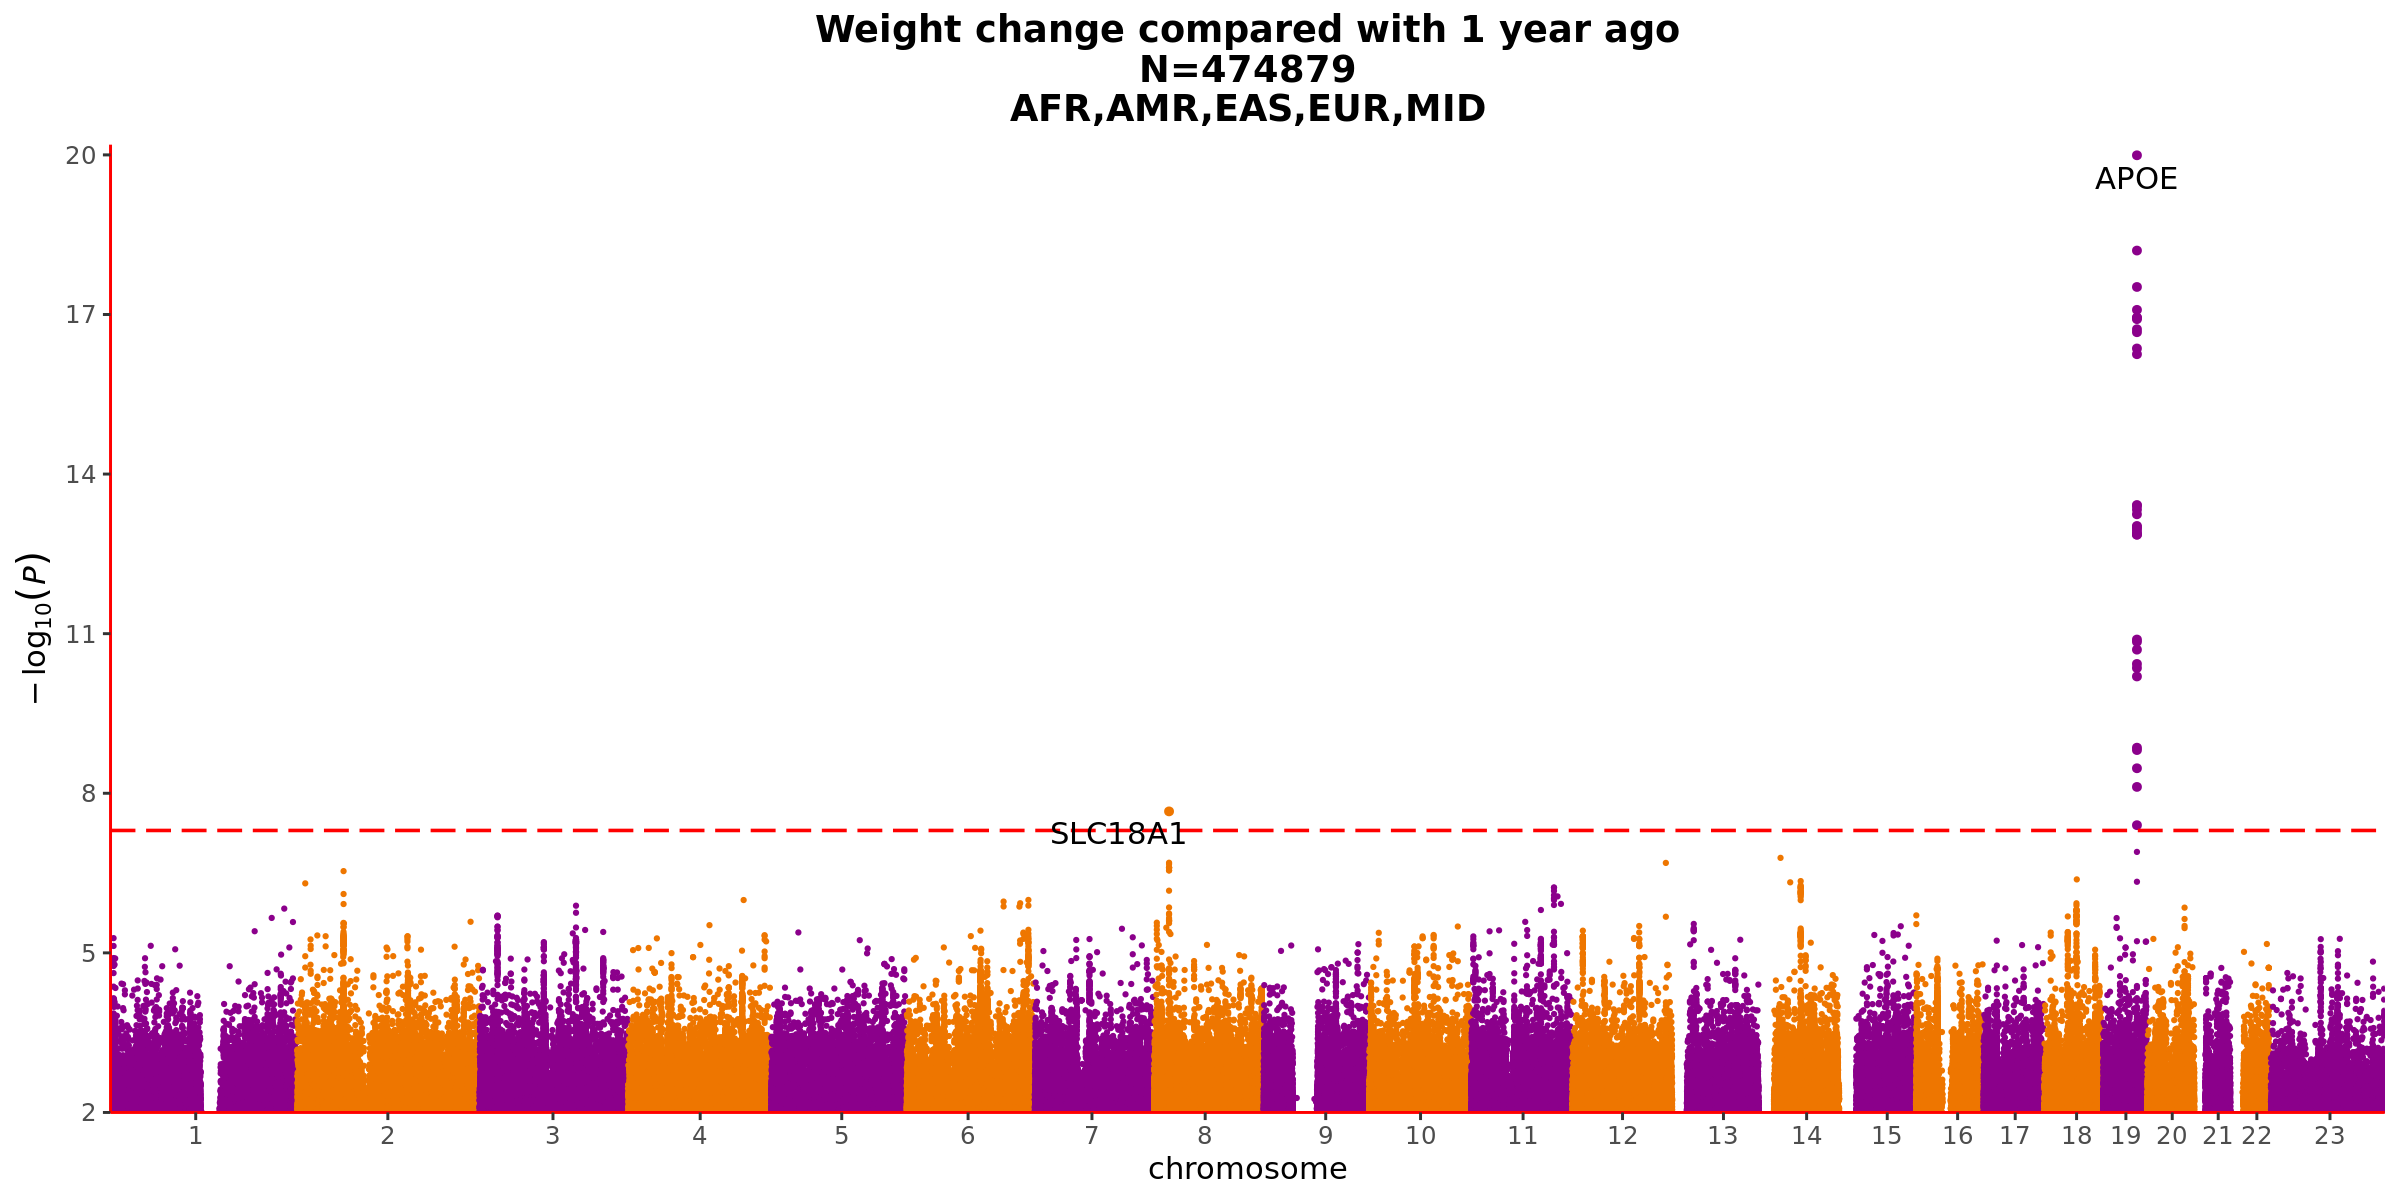 Weight change compared with 1 year ago
N=474879
AFR,AMR,EAS,EUR,MID
20
APOE
17
14
− log₁₀(P)
11
8
SLC18A1
5
2
1 2 3 4 5 6 7 8 9 10 11 12 13 14 15 16 17 18 19 20 21 22 23
chromosome